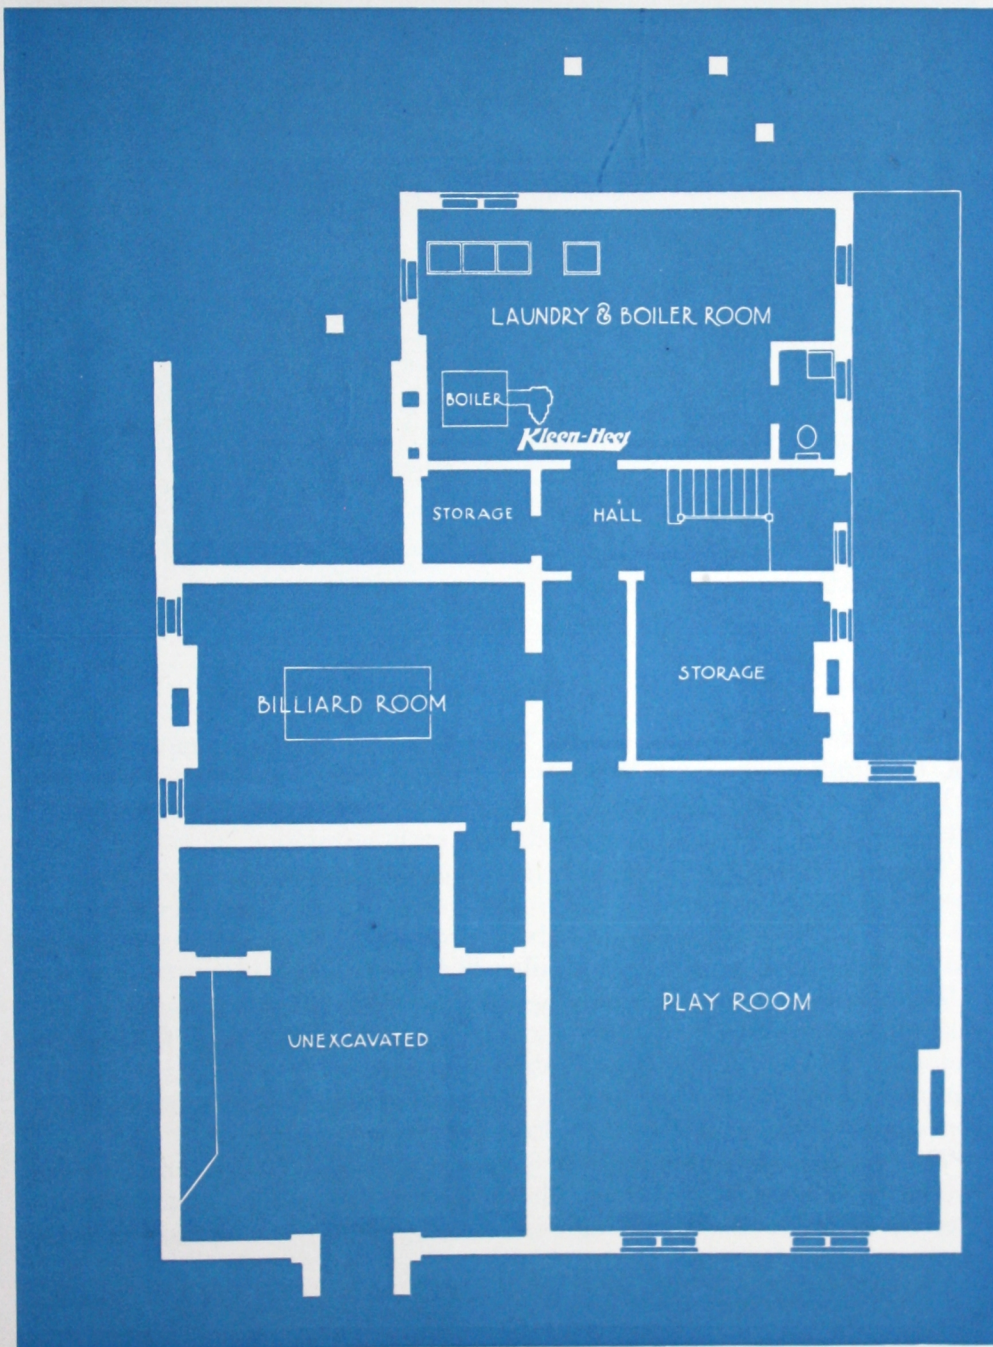 LAUNDRY & BOILER ROOM
BOILER
Kleen-Heet
STORAGE
HALL
STORAGE
BILLIARD ROOM
PLAY ROOM
UNEXCAVATED